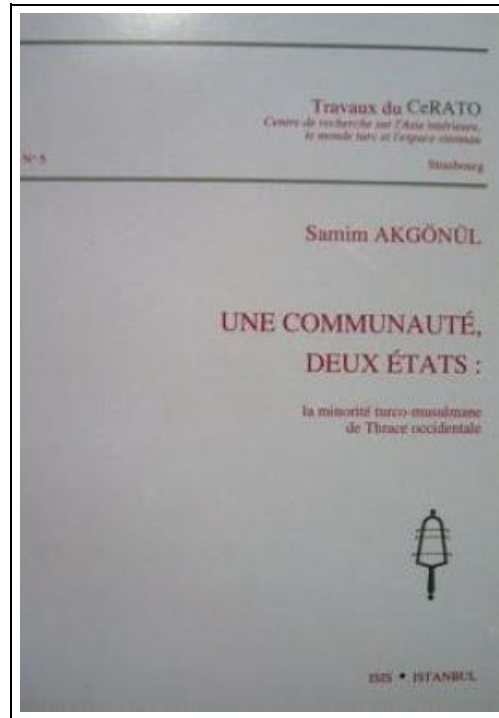 Travaux du CeRATO
Centre de recherche sur l'Asie intérieure,
le monde turc et l'espace ottoman
N° 5
Strasbourg
Samim AKGÖNÜL
UNE COMMUNAUTÉ,
DEUX ÉTATS :
la minorité turco-musulmane
de Thrace occidentale
ISIS • ISTANBUL